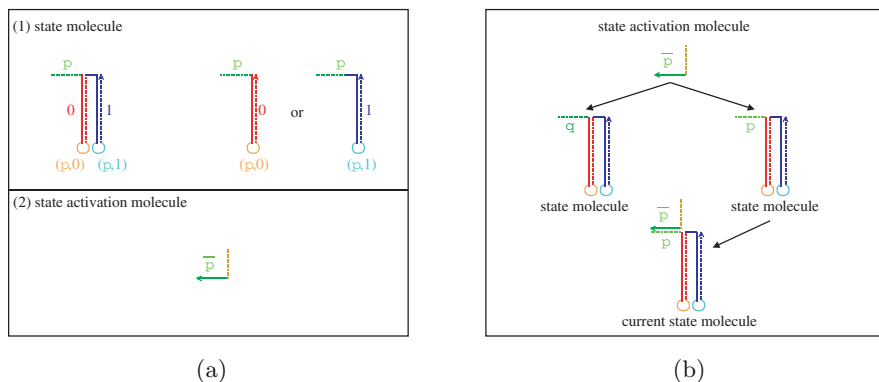 (1) state molecule
p
0 1
(p,0) (p,1)
p
0
(p,0)
or
p
1
(p,1)
(2) state activation molecule
p̅
(a)
state activation molecule
p̅
q
state molecule
p
state molecule
p̅
p
current state molecule
(b)